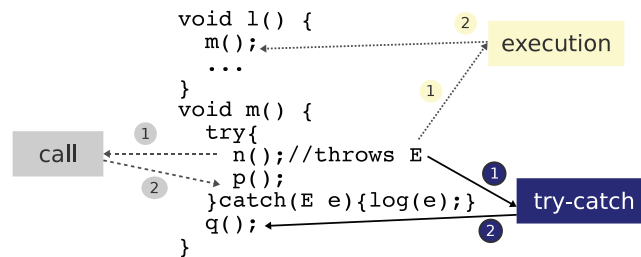 void l() {
m();
...
}
void m() {
try{
n();//throws E
p();
}catch(E e){log(e);}
q();
}
2
execution
1
1
call
2
1
try-catch
2